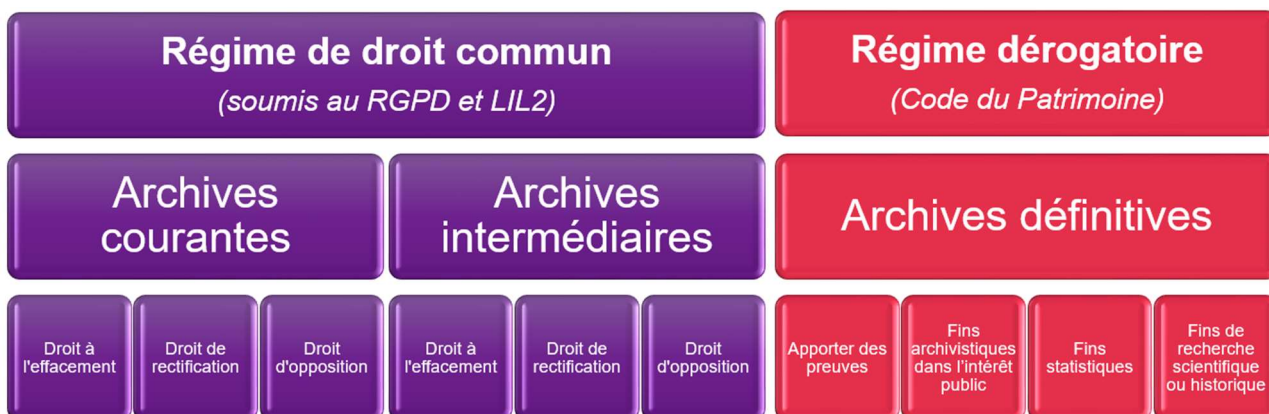 Régime de droit commun
(soumis au RGPD et LIL2)
Régime dérogatoire
(Code du Patrimoine)
Archives
courantes
Archives
intermédiaires
Archives définitives
Droit à
l'effacement
Droit de
rectification
Droit
d'opposition
Droit à
l'effacement
Droit de
rectification
Droit
d'opposition
Apporter des
preuves
Fins
archivistiques
dans l'intérêt
public
Fins
statistiques
Fins de
recherche
scientifique
ou historique